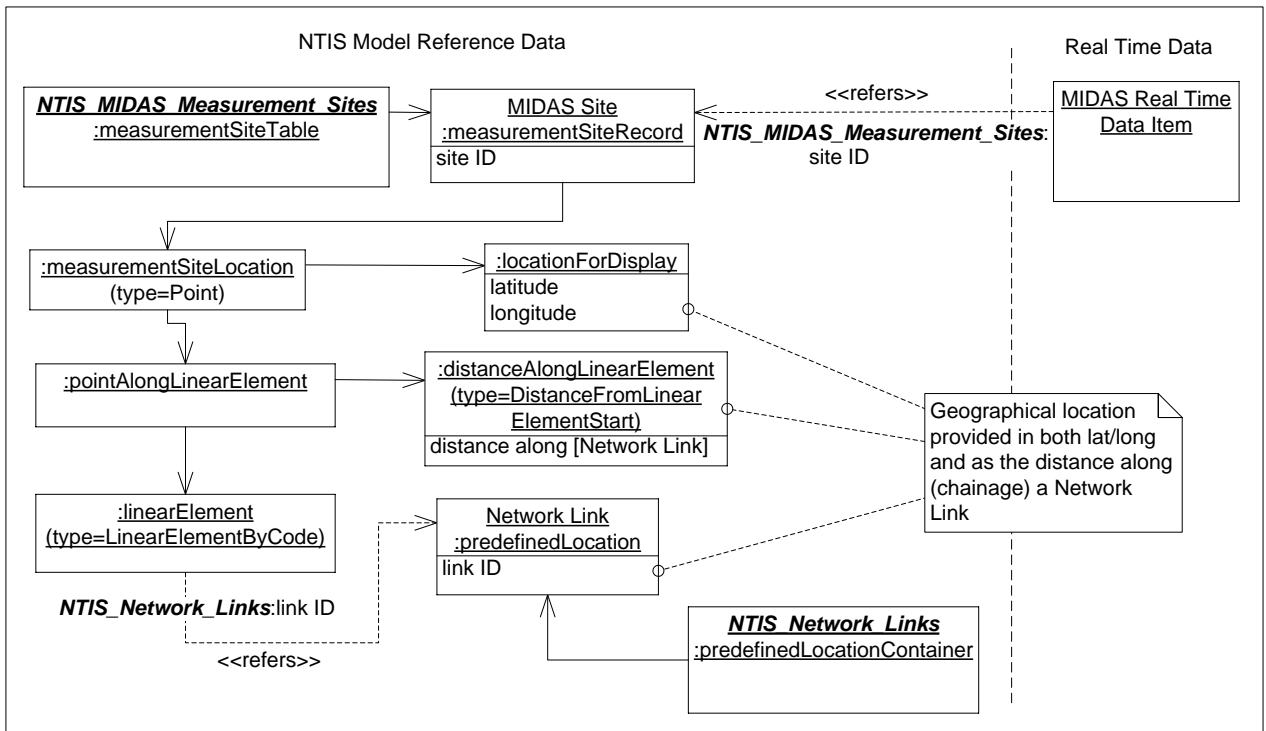 NTIS Model Reference Data
Real Time Data
NTIS_MIDAS_Measurement_Sites
:measurementSiteTable
MIDAS Site
:measurementSiteRecord
site ID
<<refers>>
NTIS_MIDAS_Measurement_Sites:
site ID
MIDAS Real Time
Data Item
:measurementSiteLocation
(type=Point)
:locationForDisplay
latitude
longitude
:pointAlongLinearElement
:distanceAlongLinearElement
(type=DistanceFromLinear
ElementStart)
distance along [Network Link]
Geographical location
provided in both lat/long
and as the distance along
(chainage) a Network
Link
:linearElement
(type=LinearElementByCode)
Network Link
:predefinedLocation
link ID
NTIS_Network_Links:link ID
<<refers>>
NTIS_Network_Links
:predefinedLocationContainer